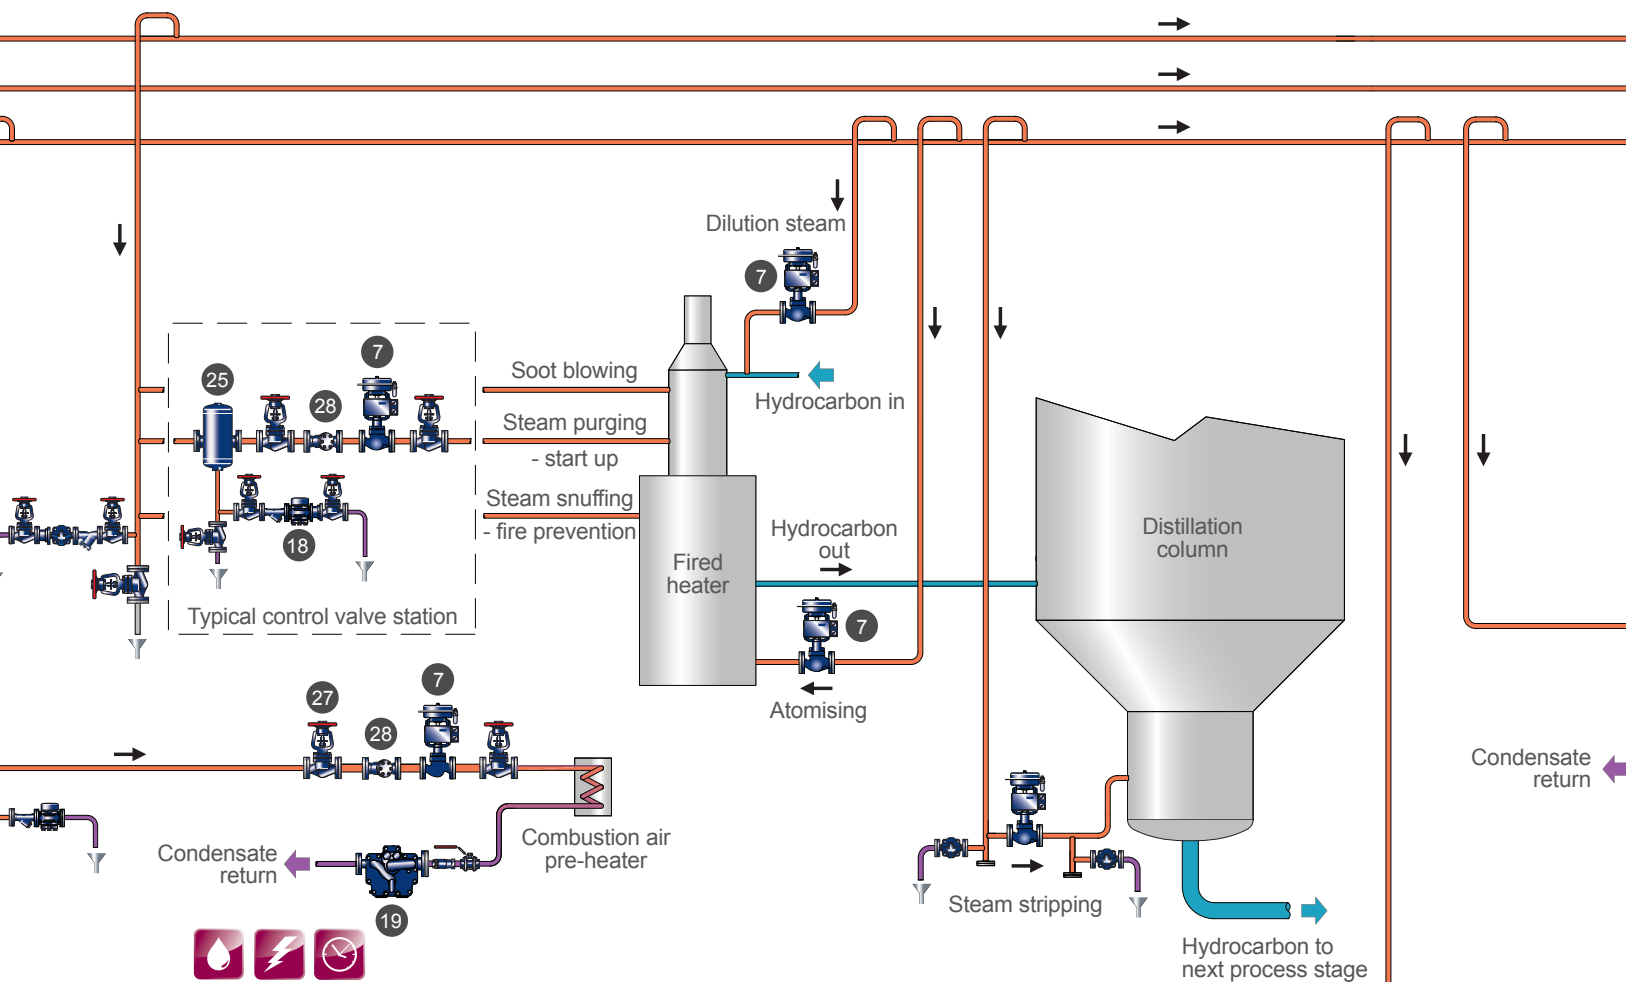 Dilution steam
7
Hydrocarbon in
7
25
28
Soot blowing
Steam purging
- start up
Steam snuffing
- fire prevention
18
Typical control valve station
Fired
heater
Hydrocarbon
out
7
Atomising
Distillation
column
27
28
7
Combustion air
pre-heater
Condensate
return
19
Steam stripping
Hydrocarbon to
next process stage
Condensate
return